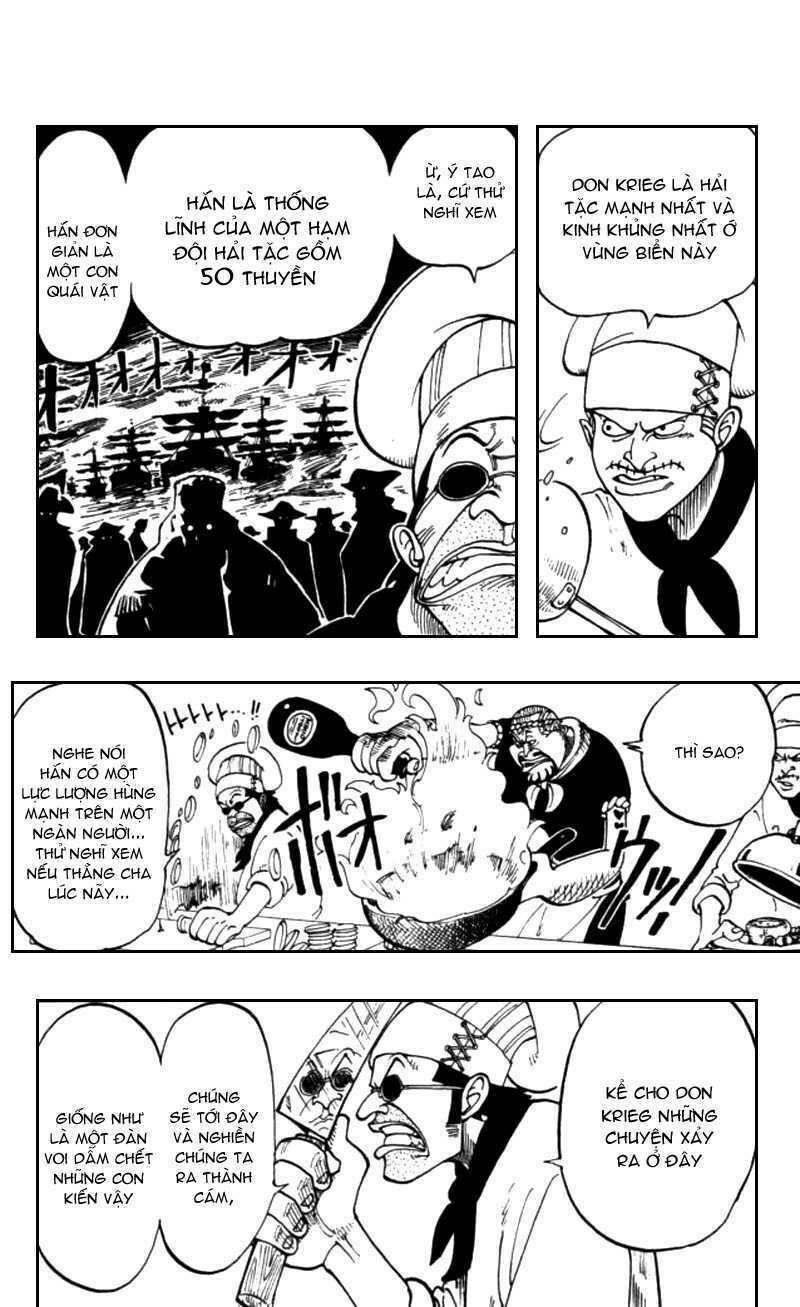 DON KRIEG LÀ HẢI
TẶC MẠNH NHẤT VÀ
KINH KHỦNG NHẤT Ở
VÙNG BIỂN NÀY
Ừ, Ý TAO
LÀ, CỨ THỬ
NGHĨ XEM
HẮN LÀ THỐNG
LĨNH CỦA MỘT HẠM
ĐỘI HẢI TẶC GỒM
50 THUYỀN
HẮN ĐƠN
GIẢN LÀ
MỘT CON
QUÁI VẬT
THÌ SAO?
NGHE NÓI
HẮN CÓ MỘT
LỰC LƯỢNG HÙNG
MẠNH TRÊN MỘT
NGÀN NGƯỜI...
THỬ NGHĨ XEM
NẾU THẰNG CHA
LÚC NÃY...
KỂ CHO DON
KRIEG NHỮNG
CHUYỆN XẢY
RA Ở ĐÂY
CHÚNG
SẼ TỚI ĐÂY
VÀ NGHIỀN
CHÚNG TA
RA THÀNH
CÁM,
GIỐNG NHƯ
LÀ MỘT ĐÀN
VOI DẪM CHẾT
NHỮNG CON
KIẾN VẬY